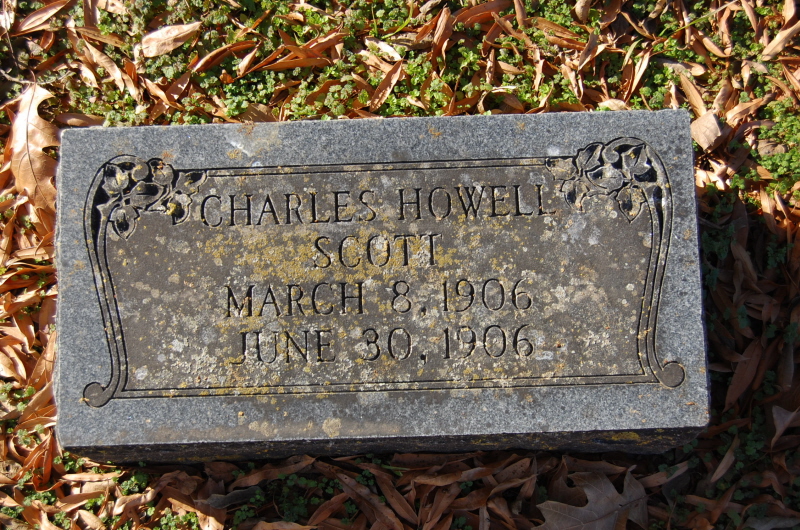 CHARLES HOWELL
SCOTT
MARCH 8, 1906
JUNE 30, 1906